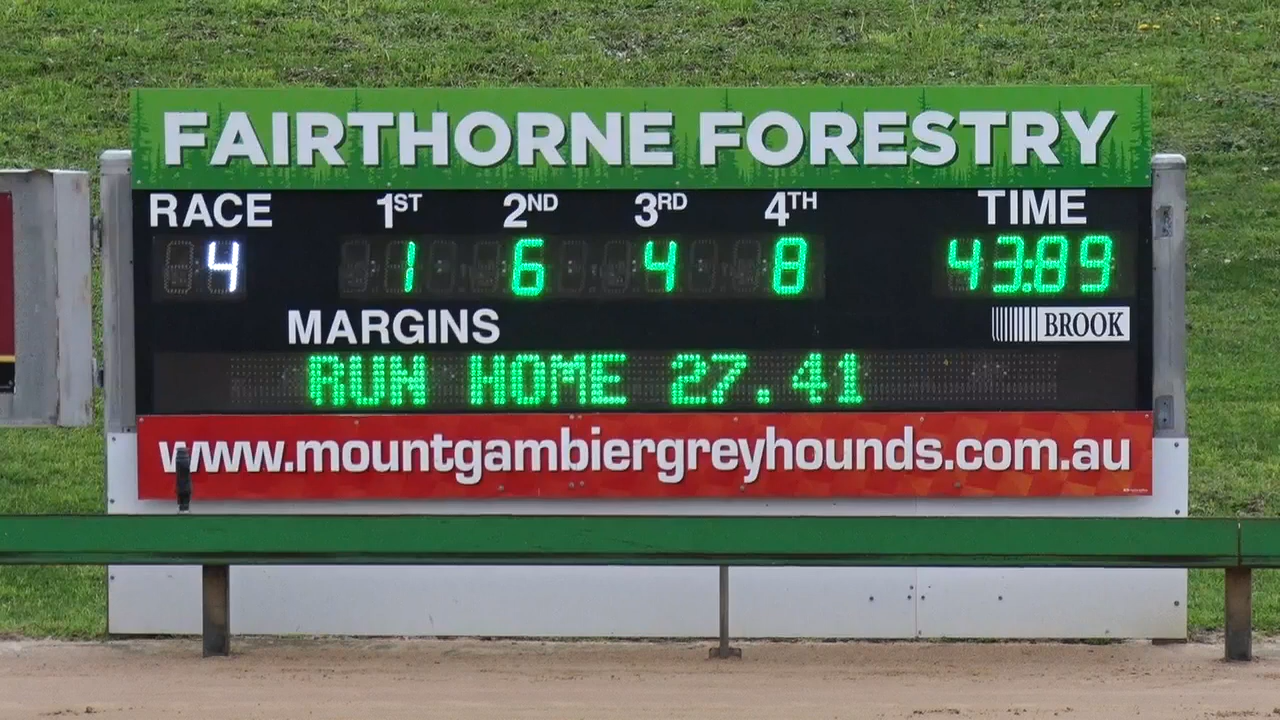 FAIRTHORNE FORESTRY
RACE 1ST 2ND 3RD 4TH TIME
4 1 6 4 8 43:89
MARGINS BROOK
RUN HOME 27.41
www.mountgambiergreyhounds.com.au